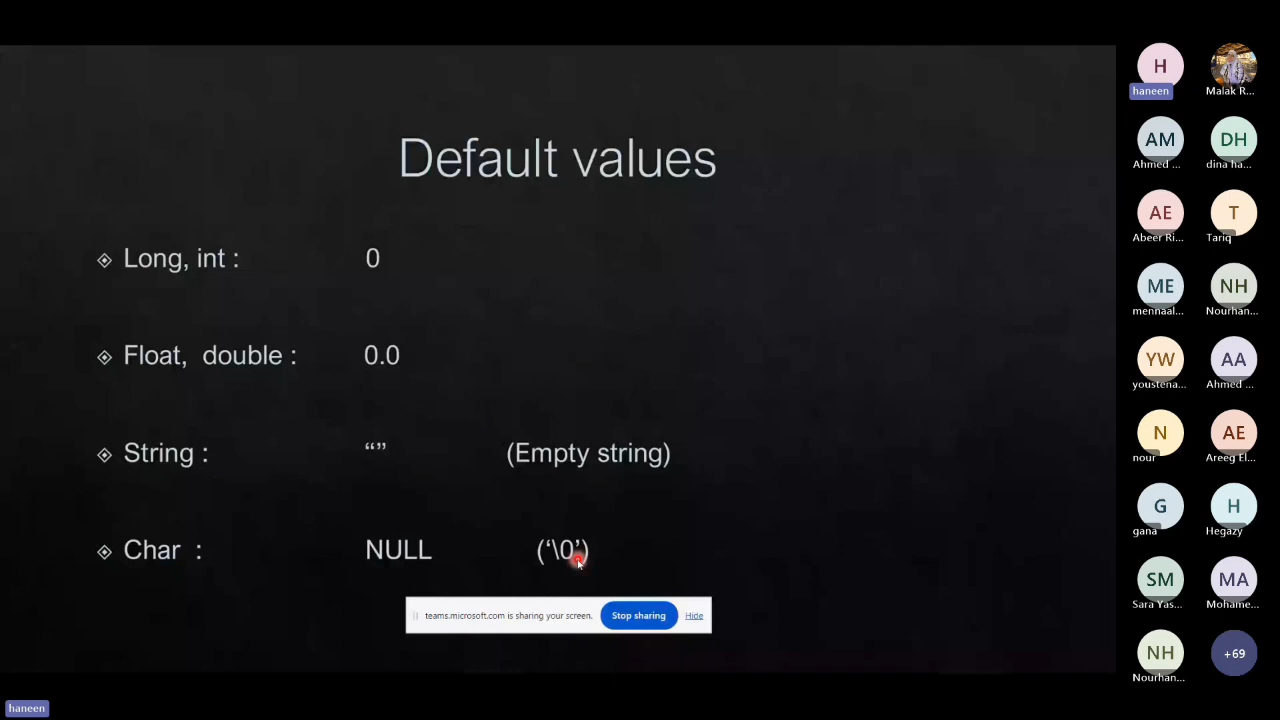 Default values
Long, int : 0
Float, double : 0.0
String : “” (Empty string)
Char : NULL (‘\0’)
teams.microsoft.com is sharing your screen. Stop sharing Hide
haneen
H
haneen
Malak R...
AM
Ahmed ...
DH
dina ha...
AE
Abeer Ri...
T
Tariq
ME
mennaal...
NH
Nourhan...
YW
youstena...
AA
Ahmed ...
N
nour
AE
Areeg El...
G
gana
H
Hegazy
SM
Sara Yas...
MA
Mohame...
NH
Nourhan...
+69